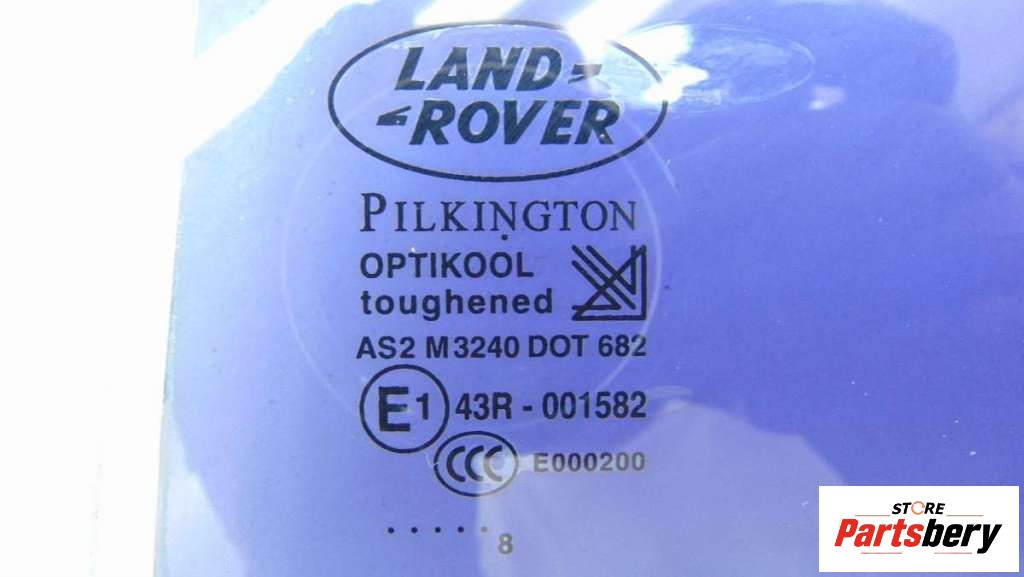 LAND-
-ROVER
PILKINGTON
OPTIKOOL
toughened
AS2 M3240 DOT 682
E1 43R - 001582
CCC E000200
..... 8
STORE
Partsbery